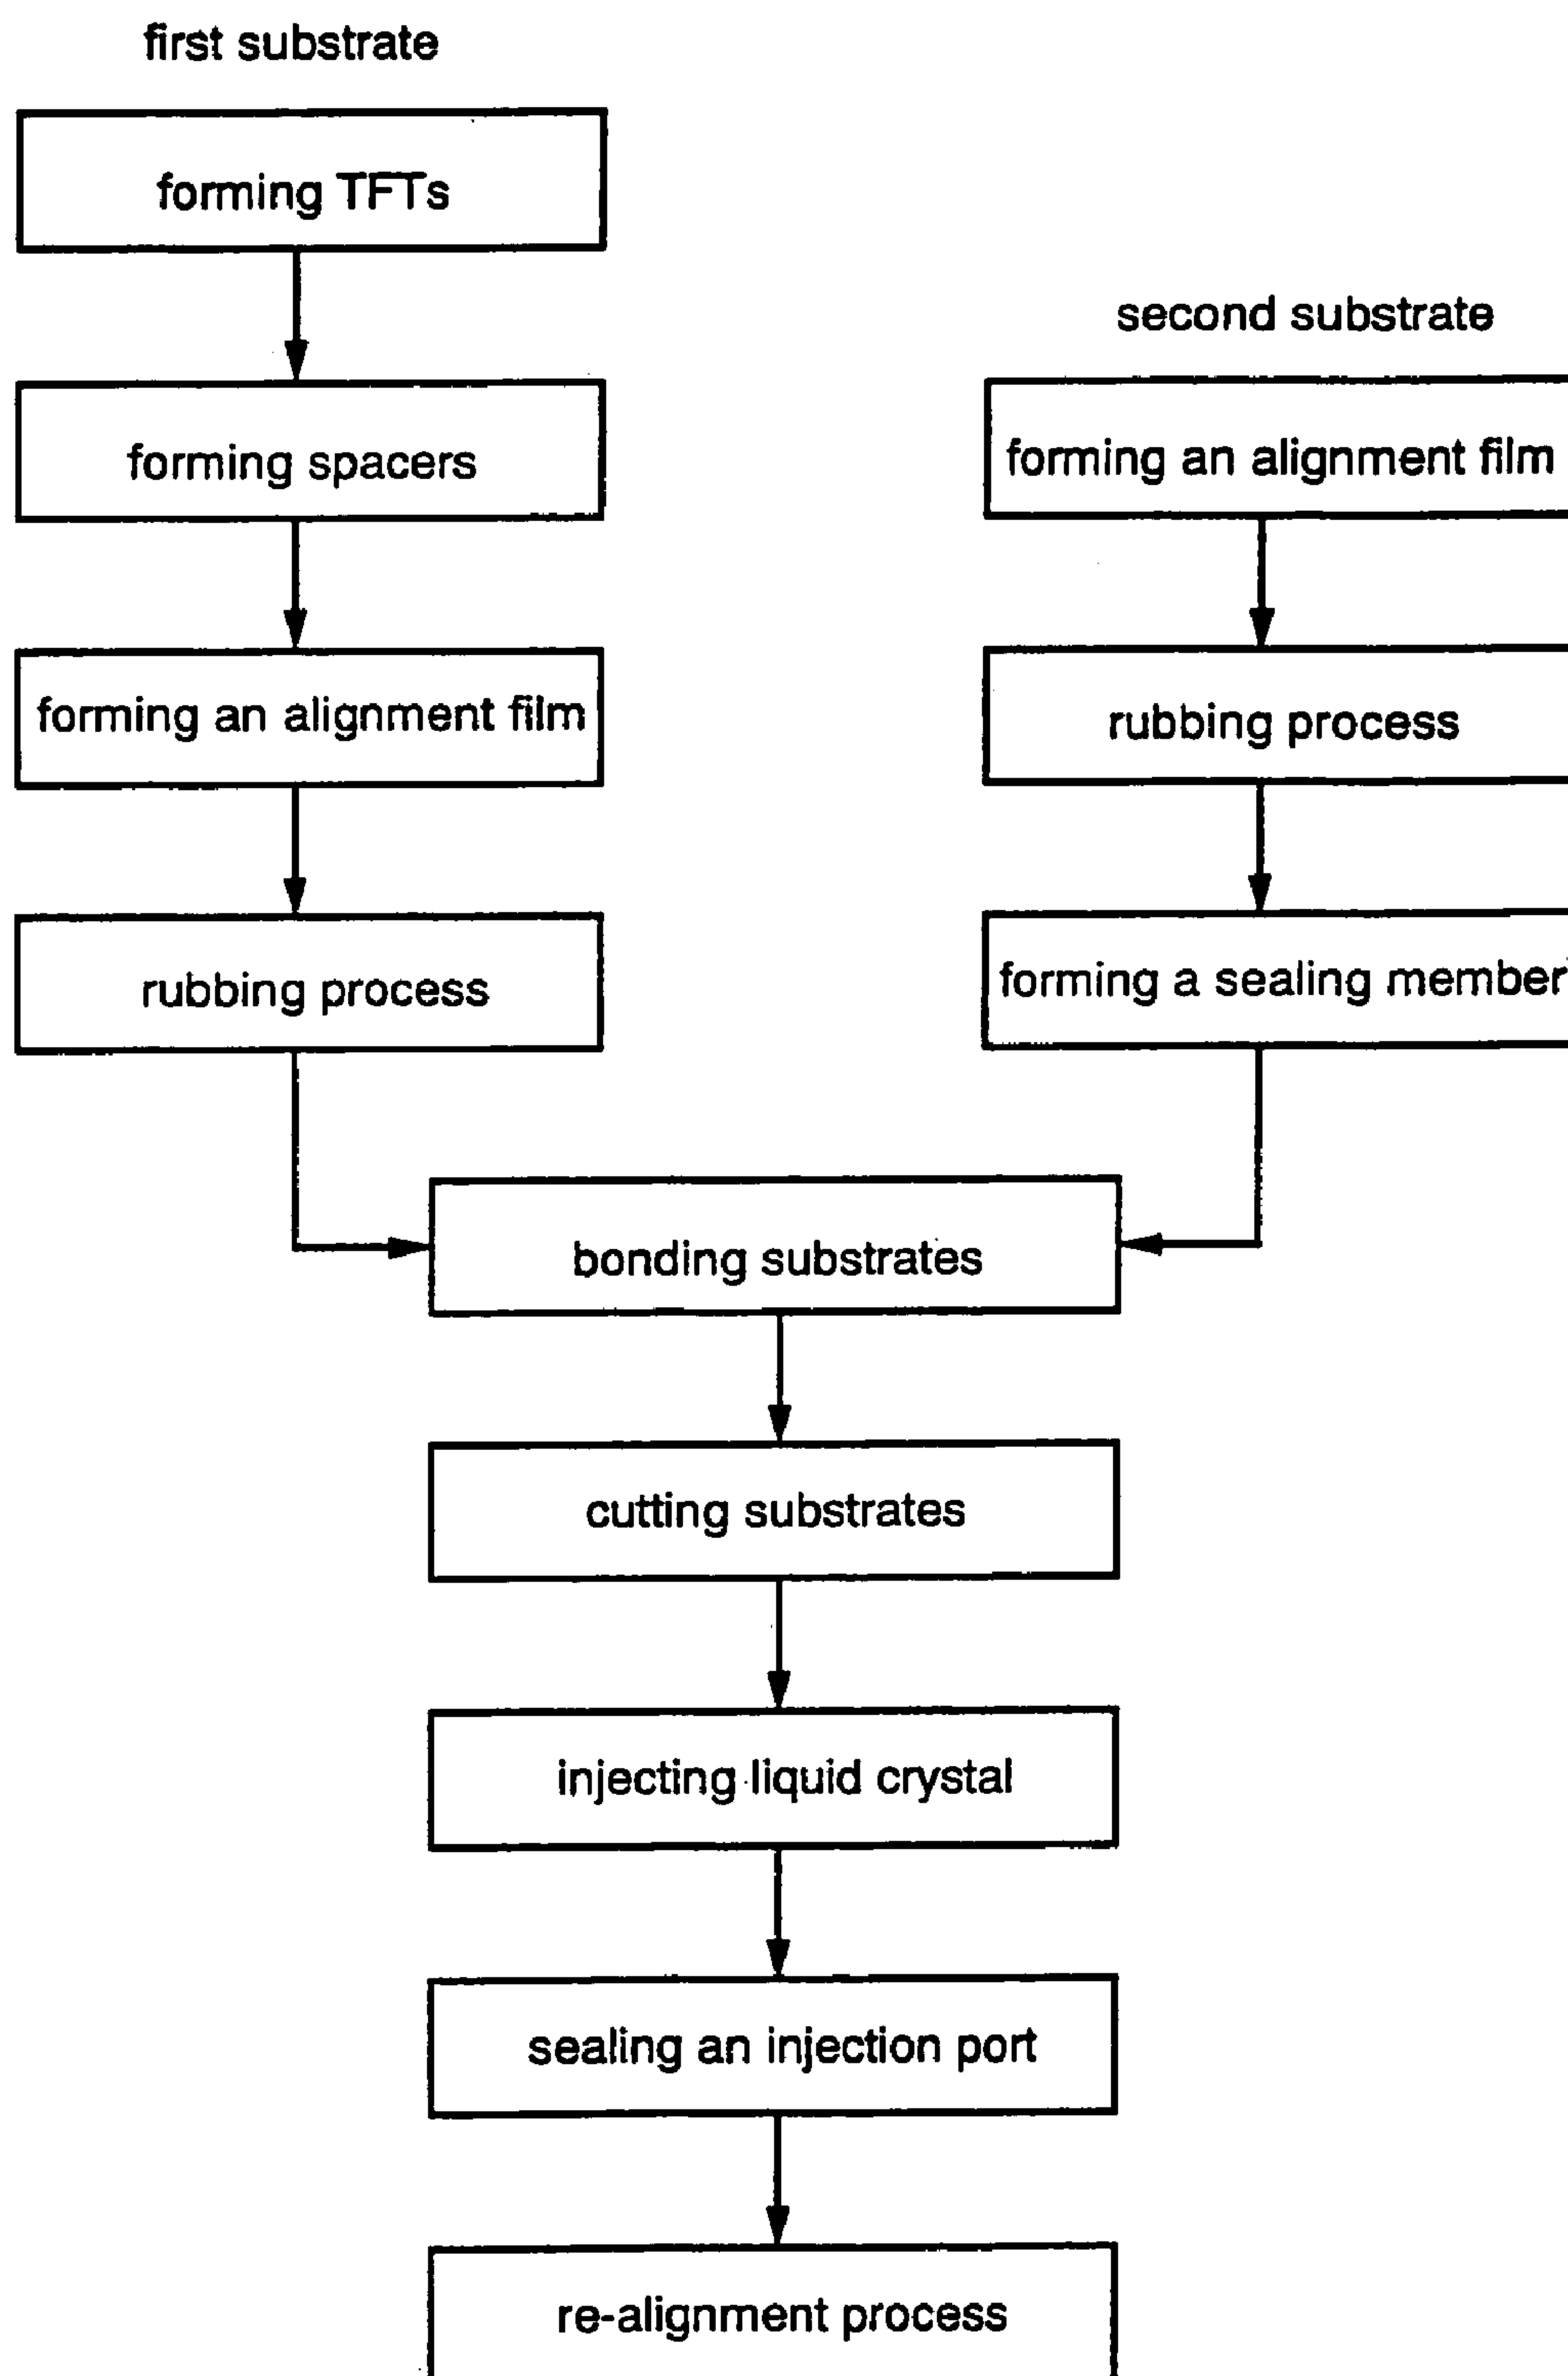 first substrate
forming TFTs
forming spacers
forming an alignment film
rubbing process
second substrate
forming an alignment film
rubbing process
forming a sealing member
bonding substrates
cutting substrates
injecting liquid crystal
sealing an injection port
re-alignment process